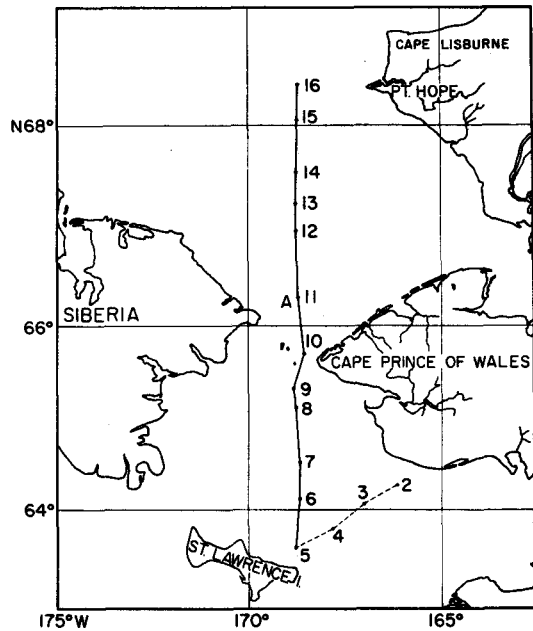 CAPE LISBURNE
PT. HOPE
16
N68°
15
14
13
12
A
11
SIBERIA
66°
10
CAPE PRINCE OF WALES
9
8
7
2
3
6
64°
4
5
ST. LAWRENCE I.
175°W
170°
165°